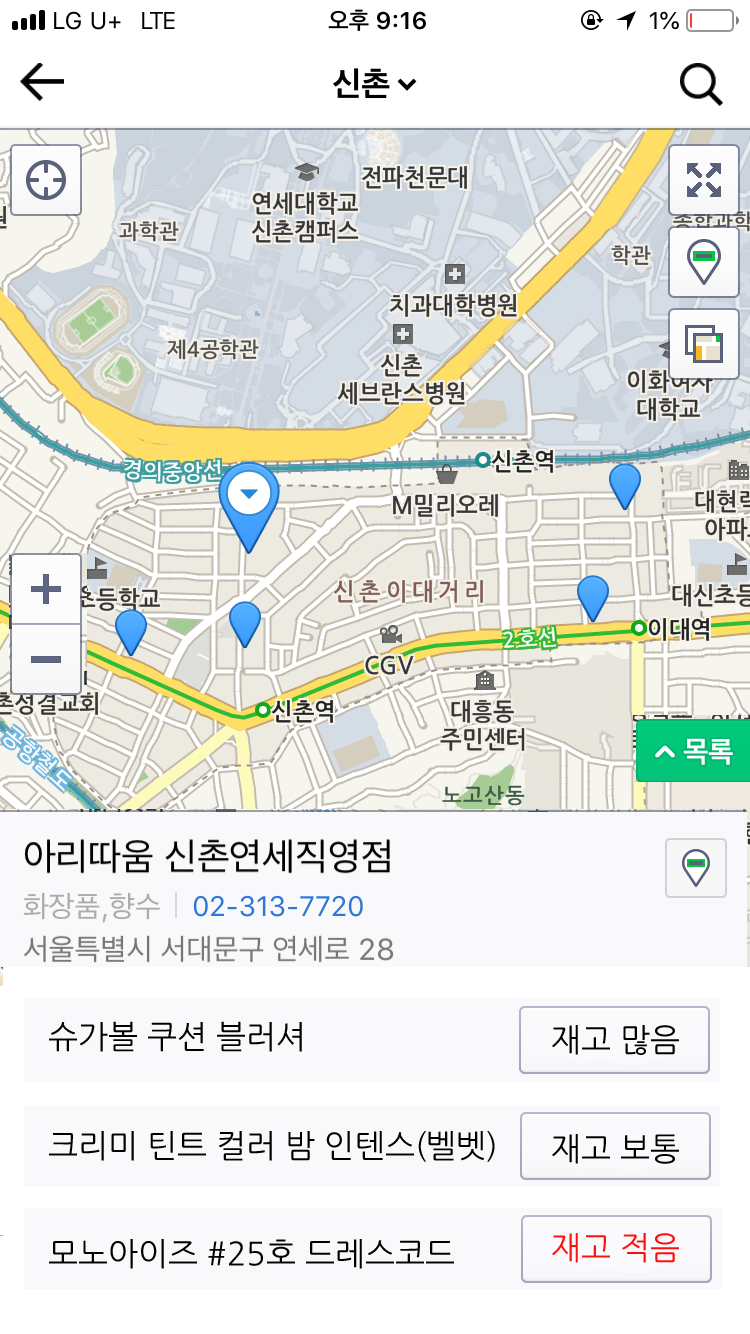 LG U+ LTE 오후 9:16 1%
신촌
전파천문대
연세대학교
신촌캠퍼스
과학관
종합과학
학관
치과대학병원
제4공학관
신촌
세브란스병원
이화여자
대학교
경의중앙선
신촌역
M밀리오레
대현럭
아파
초등학교
신촌이대거리
대신초등
2호선
이대역
CGV
촌성결교회
신촌역
대흥동
주민센터
공항철도
목록
노고산동
아리따움 신촌연세직영점
화장품,향수 02-313-7720
서울특별시 서대문구 연세로 28
슈가볼 쿠션 블러셔 재고 많음
크리미 틴트 컬러 밤 인텐스(벨벳) 재고 보통
모노아이즈 #25호 드레스코드 재고 적음